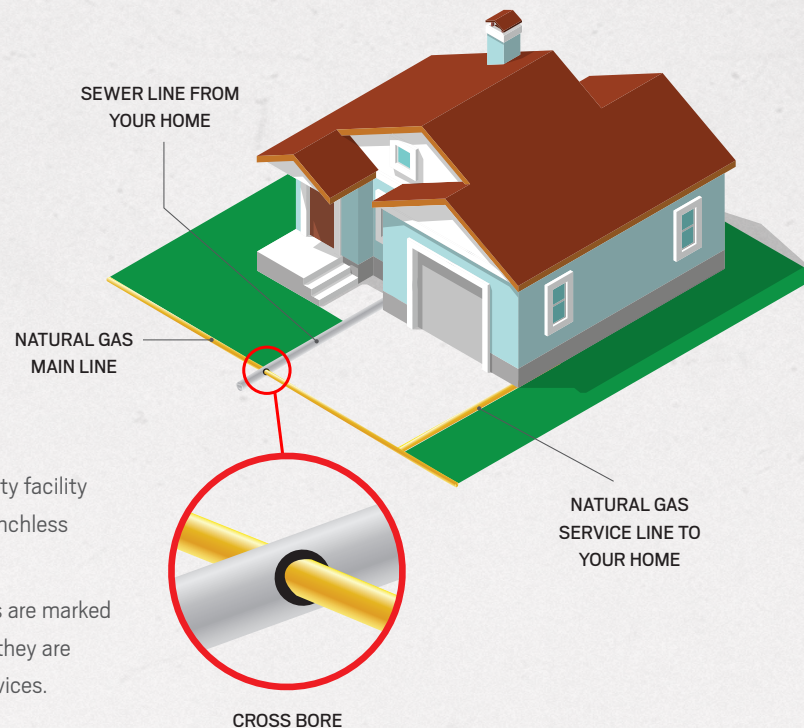 SEWER LINE FROM
YOUR HOME
NATURAL GAS
MAIN LINE
ty facility
nchless
are marked
they are
vices.
NATURAL GAS
SERVICE LINE TO
YOUR HOME
CROSS BORE